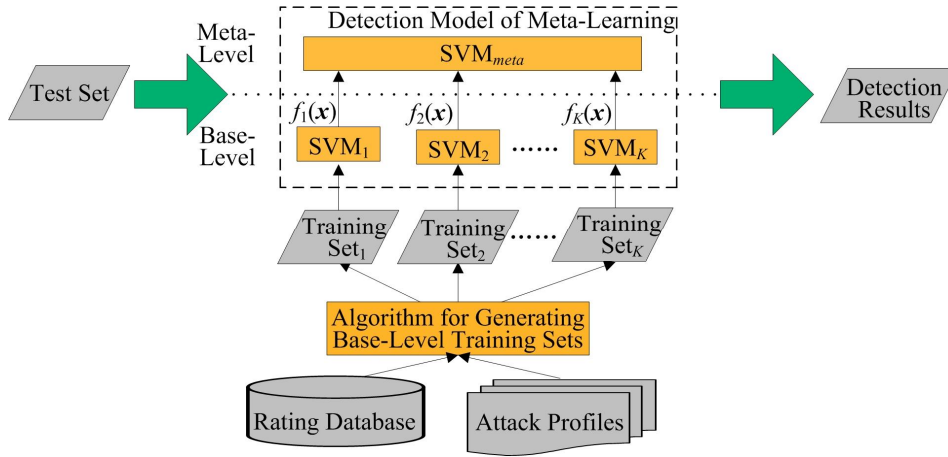 Detection Model of Meta-Learning
Meta-
Level
SVMmeta
Test Set
Detection
Results
f1(x)
f2(x)
fK(x)
Base-
Level
SVM1
SVM2
......
SVMK
Training
Set1
Training
Set2
......
Training
SetK
Algorithm for Generating
Base-Level Training Sets
Rating Database
Attack Profiles